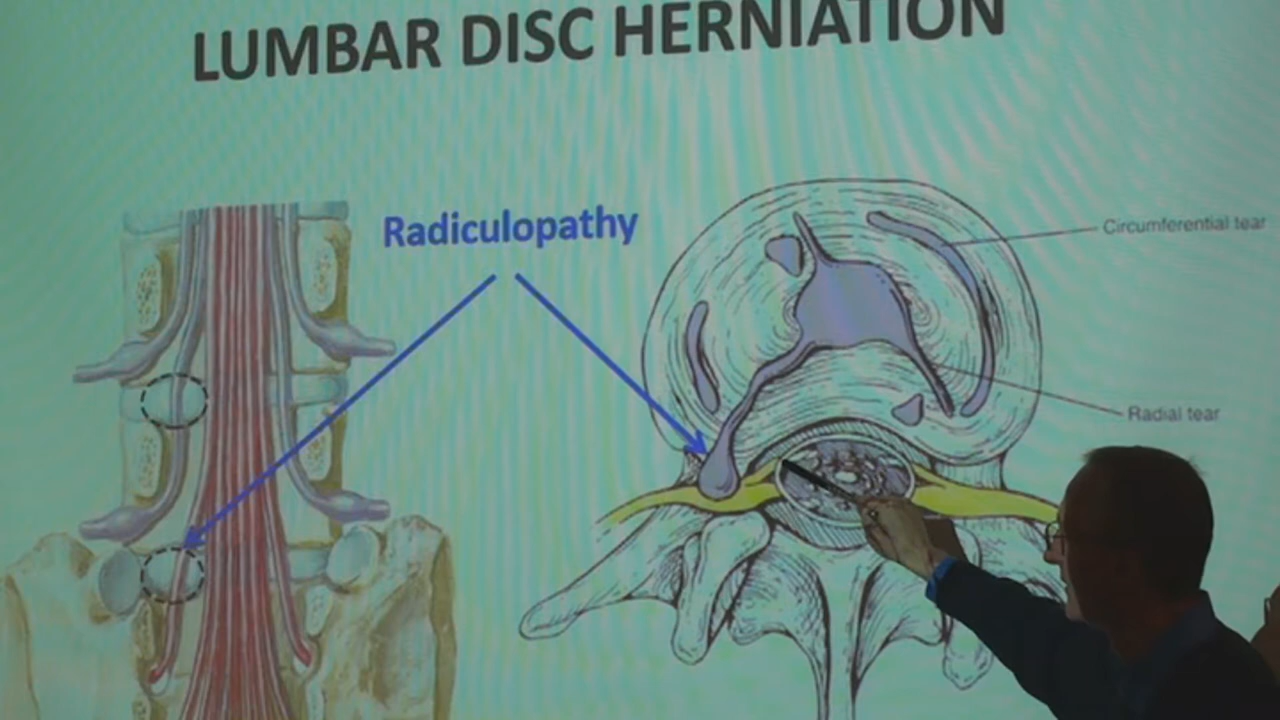 LUMBAR DISC HERNIATION
Radiculopathy
Circumferential tear
Radial tear